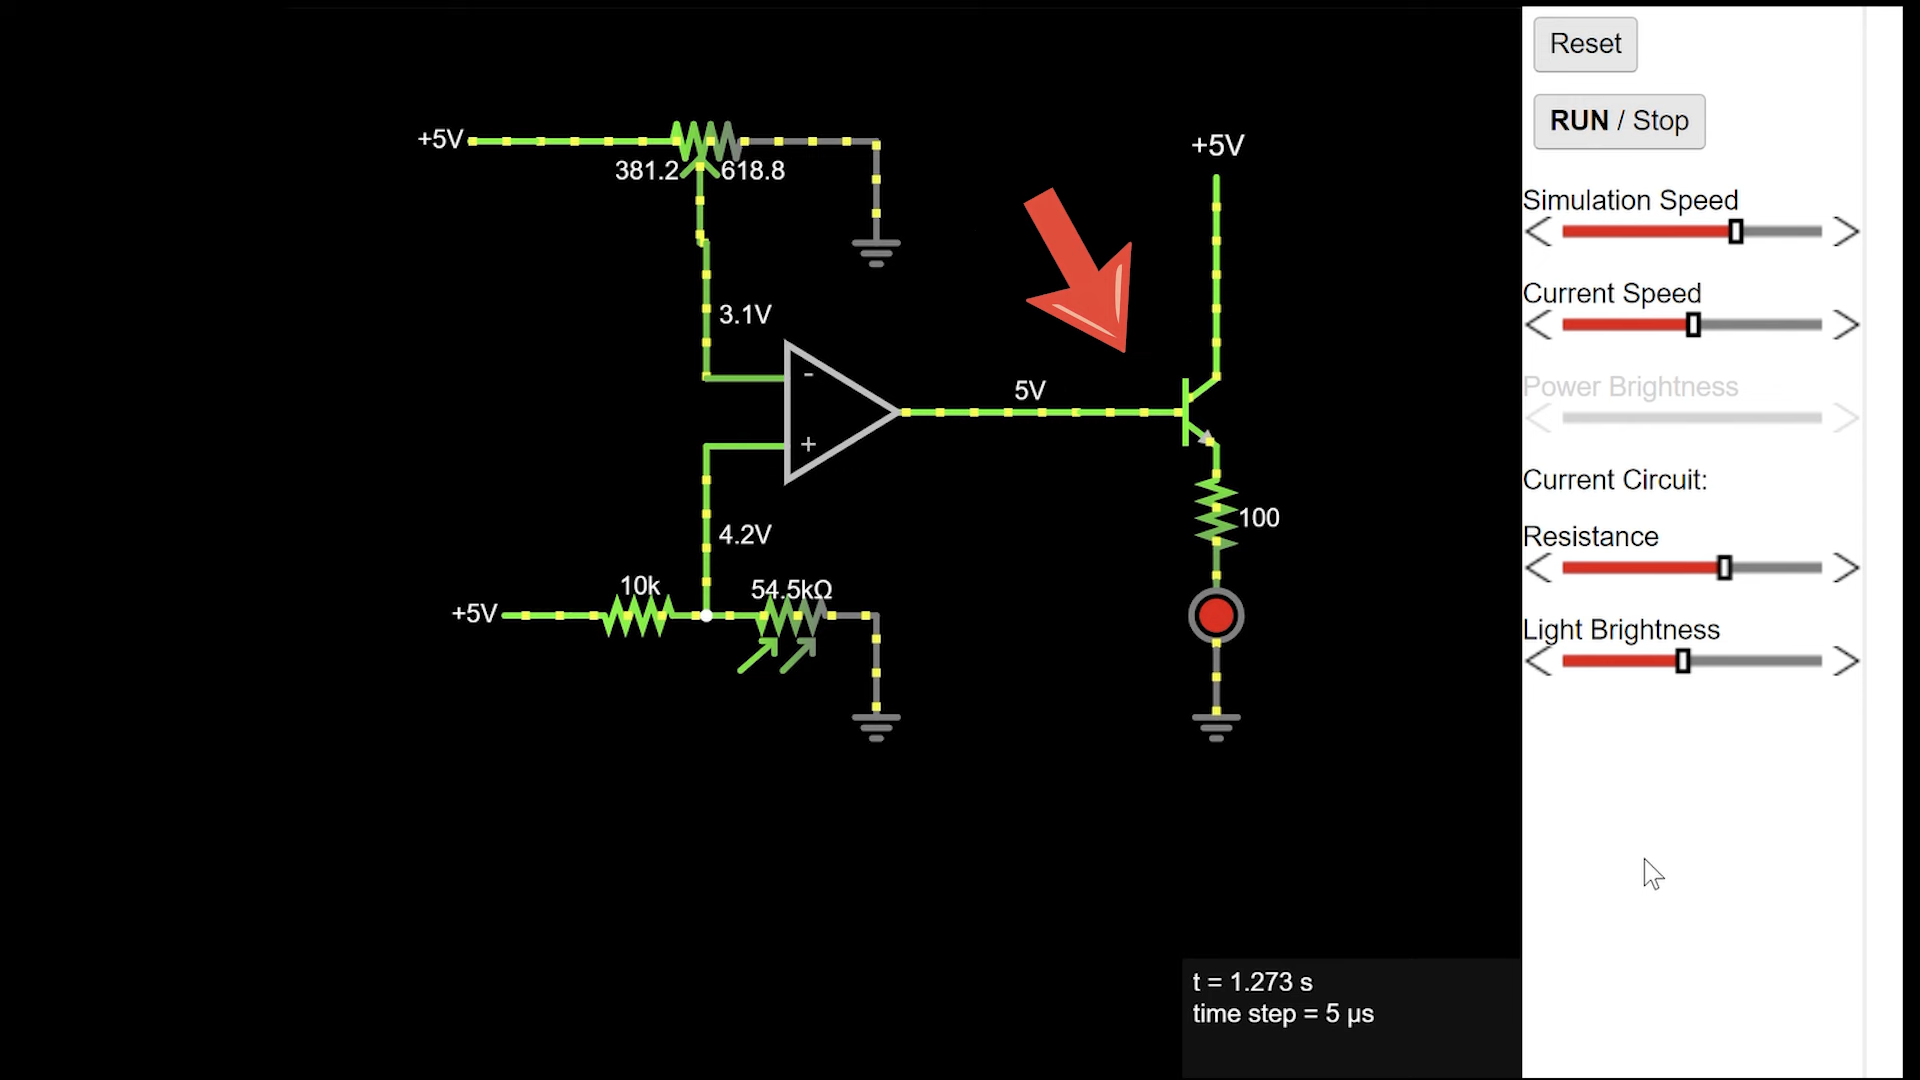 Reset
RUN / Stop
Simulation Speed
Current Speed
Power Brightness
Current Circuit:
Resistance
Light Brightness
+5V
381.2
618.8
+5V
3.1V
-
5V
+
4.2V
100
10k
54.5kΩ
+5V
t = 1.273 s
time step = 5 µs